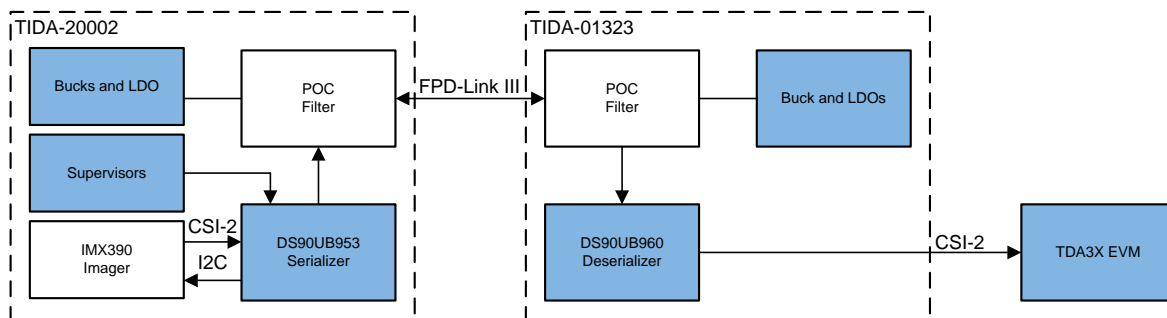 TIDA-20002
TIDA-01323
Bucks and LDO
POC
Filter
FPD-Link III
POC
Filter
Buck and LDOs
Supervisors
IMX390
Imager
CSI-2
I2C
DS90UB953
Serializer
DS90UB960
Deserializer
CSI-2
TDA3X EVM